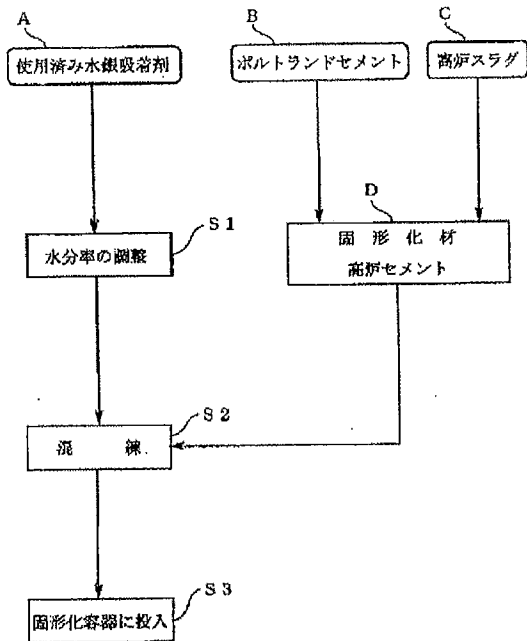 A
使用済み水銀吸着剤
B
ポルトランドセメント
C
高炉スラグ
D
固形化材
高炉セメント
S1
水分率の調整
S2
混練
S3
固形化容器に投入